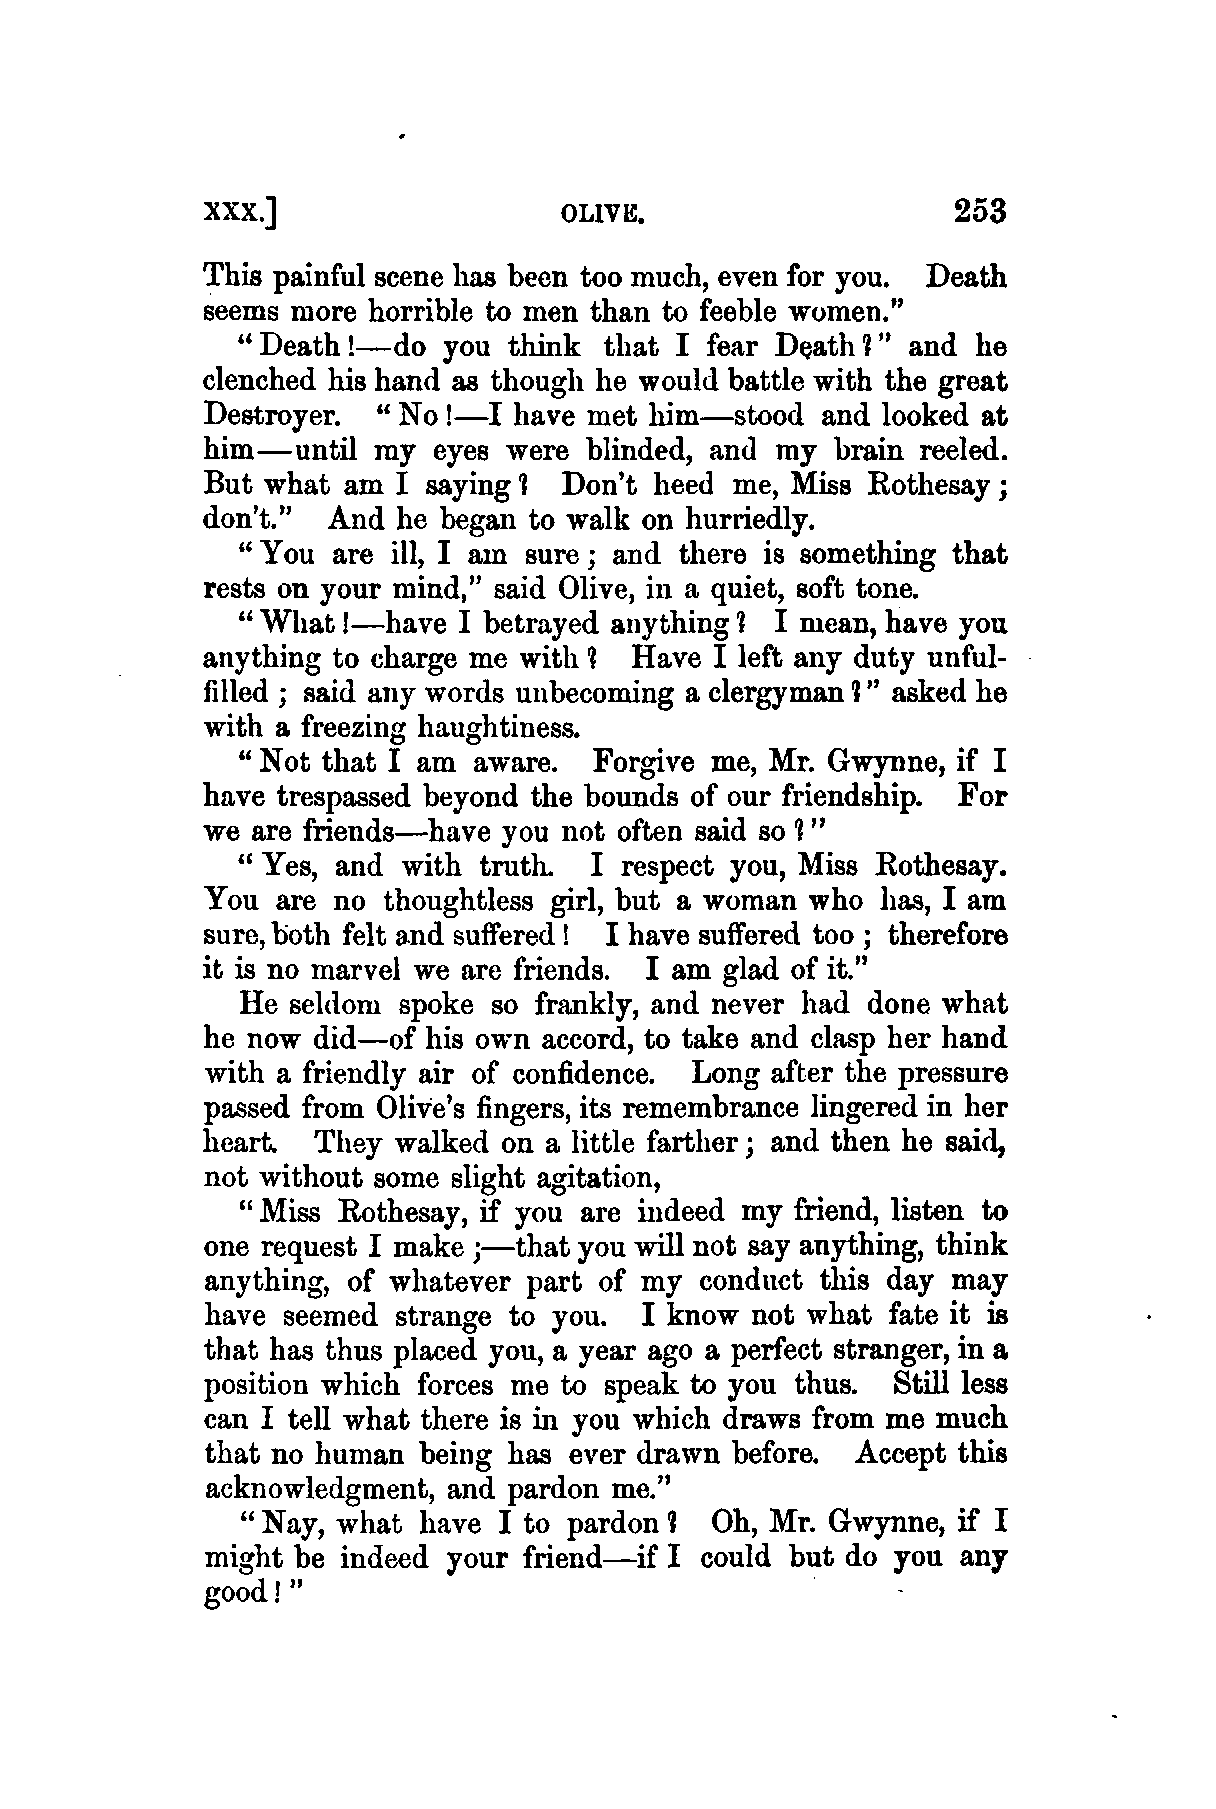 XXX.] OLIVE. 253
This painful scene has been too much, even for you. Death
seems more horrible to men than to feeble women."
"Death!—do you think that I fear Death?" and he
clenched his hand as though he would battle with the great
Destroyer. "No!—I have met him—stood and looked at
him—until my eyes were blinded, and my brain reeled.
But what am I saying? Don't heed me, Miss Rothesay;
don't." And he began to walk on hurriedly.
"You are ill, I am sure; and there is something that
rests on your mind," said Olive, in a quiet, soft tone.
"What!—have I betrayed anything? I mean, have you
anything to charge me with? Have I left any duty unful-
filled; said any words unbecoming a clergyman?" asked he
with a freezing haughtiness.
"Not that I am aware. Forgive me, Mr. Gwynne, if I
have trespassed beyond the bounds of our friendship. For
we are friends—have you not often said so?"
"Yes, and with truth. I respect you, Miss Rothesay.
You are no thoughtless girl, but a woman who has, I am
sure, both felt and suffered! I have suffered too; therefore
it is no marvel we are friends. I am glad of it."
He seldom spoke so frankly, and never had done what
he now did—of his own accord, to take and clasp her hand
with a friendly air of confidence. Long after the pressure
passed from Olive's fingers, its remembrance lingered in her
heart. They walked on a little farther; and then he said,
not without some slight agitation,
"Miss Rothesay, if you are indeed my friend, listen to
one request I make;—that you will not say anything, think
anything, of whatever part of my conduct this day may
have seemed strange to you. I know not what fate it is
that has thus placed you, a year ago a perfect stranger, in a
position which forces me to speak to you thus. Still less
can I tell what there is in you which draws from me much
that no human being has ever drawn before. Accept this
acknowledgment, and pardon me."
"Nay, what have I to pardon? Oh, Mr. Gwynne, if I
might be indeed your friend—if I could but do you any
good!"